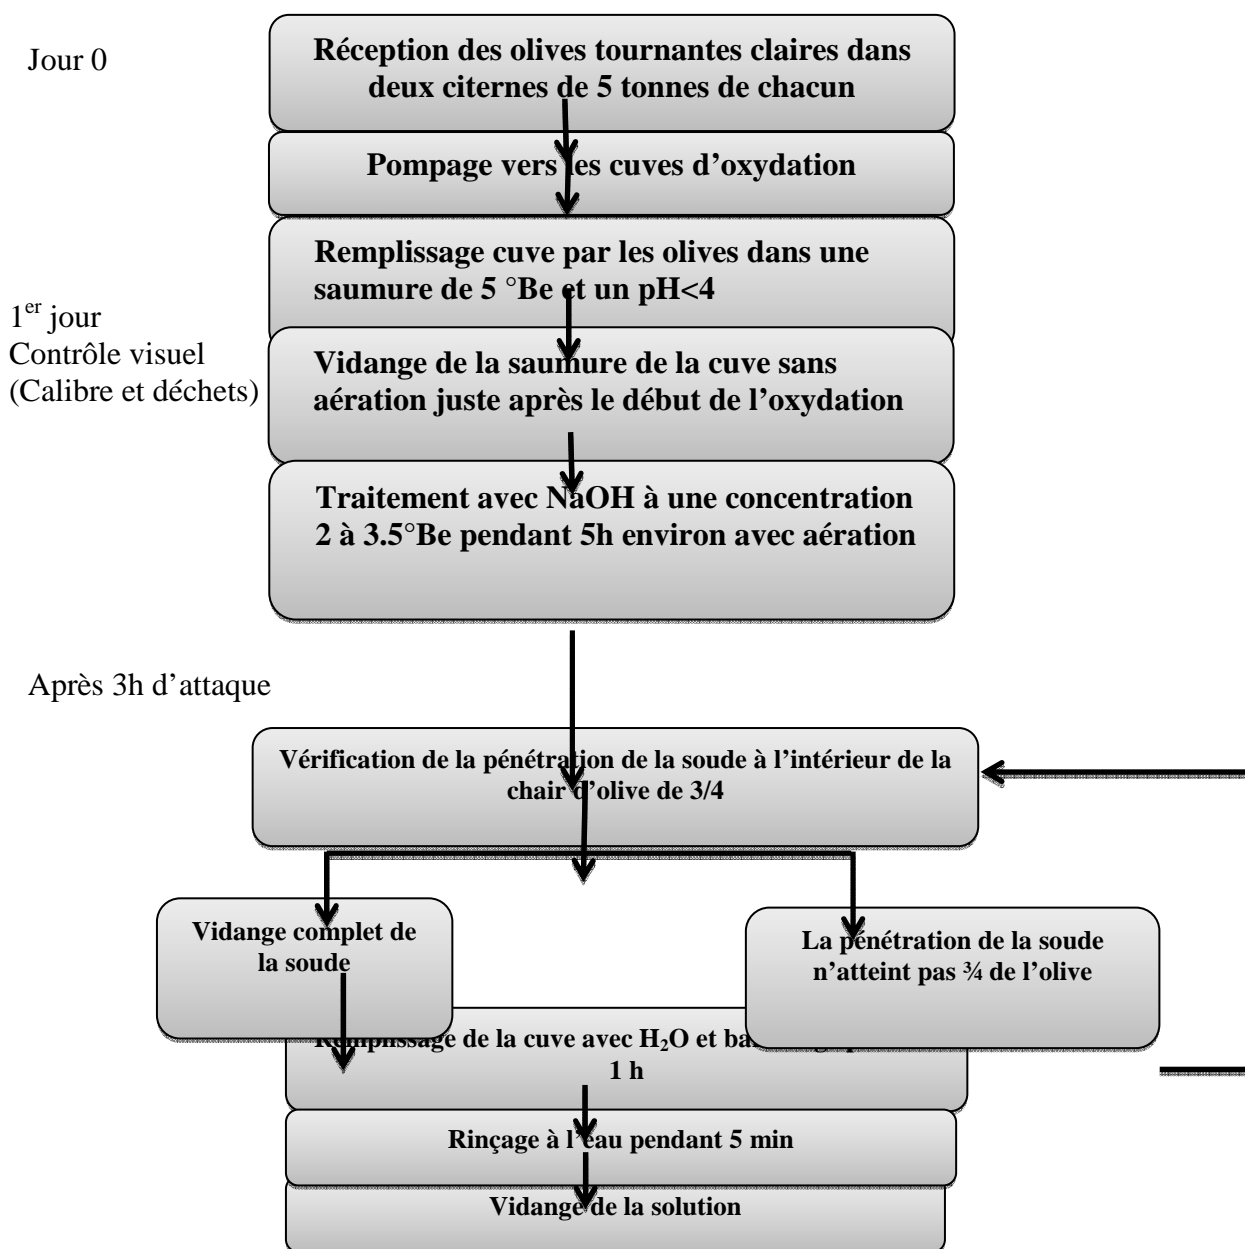 Jour 0
Réception des olives tournantes claires dans
deux citernes de 5 tonnes de chacun
Pompage vers les cuves d’oxydation
Remplissage cuve par les olives dans une
saumure de 5 °Be et un pH<4
1er jour
Contrôle visuel
(Calibre et déchets)
Vidange de la saumure de la cuve sans
aération juste après le début de l’oxydation
Traitement avec NaOH à une concentration
2 à 3.5°Be pendant 5h environ avec aération
Après 3h d’attaque
Vérification de la pénétration de la soude à l’intérieur de la
chair d’olive de 3/4
Vidange complet de
la soude
La pénétration de la soude
n’atteint pas ¾ de l’olive
Remplissage de la cuve avec H₂O et
1 h
Rinçage à l’eau pendant 5 min
Vidange de la solution